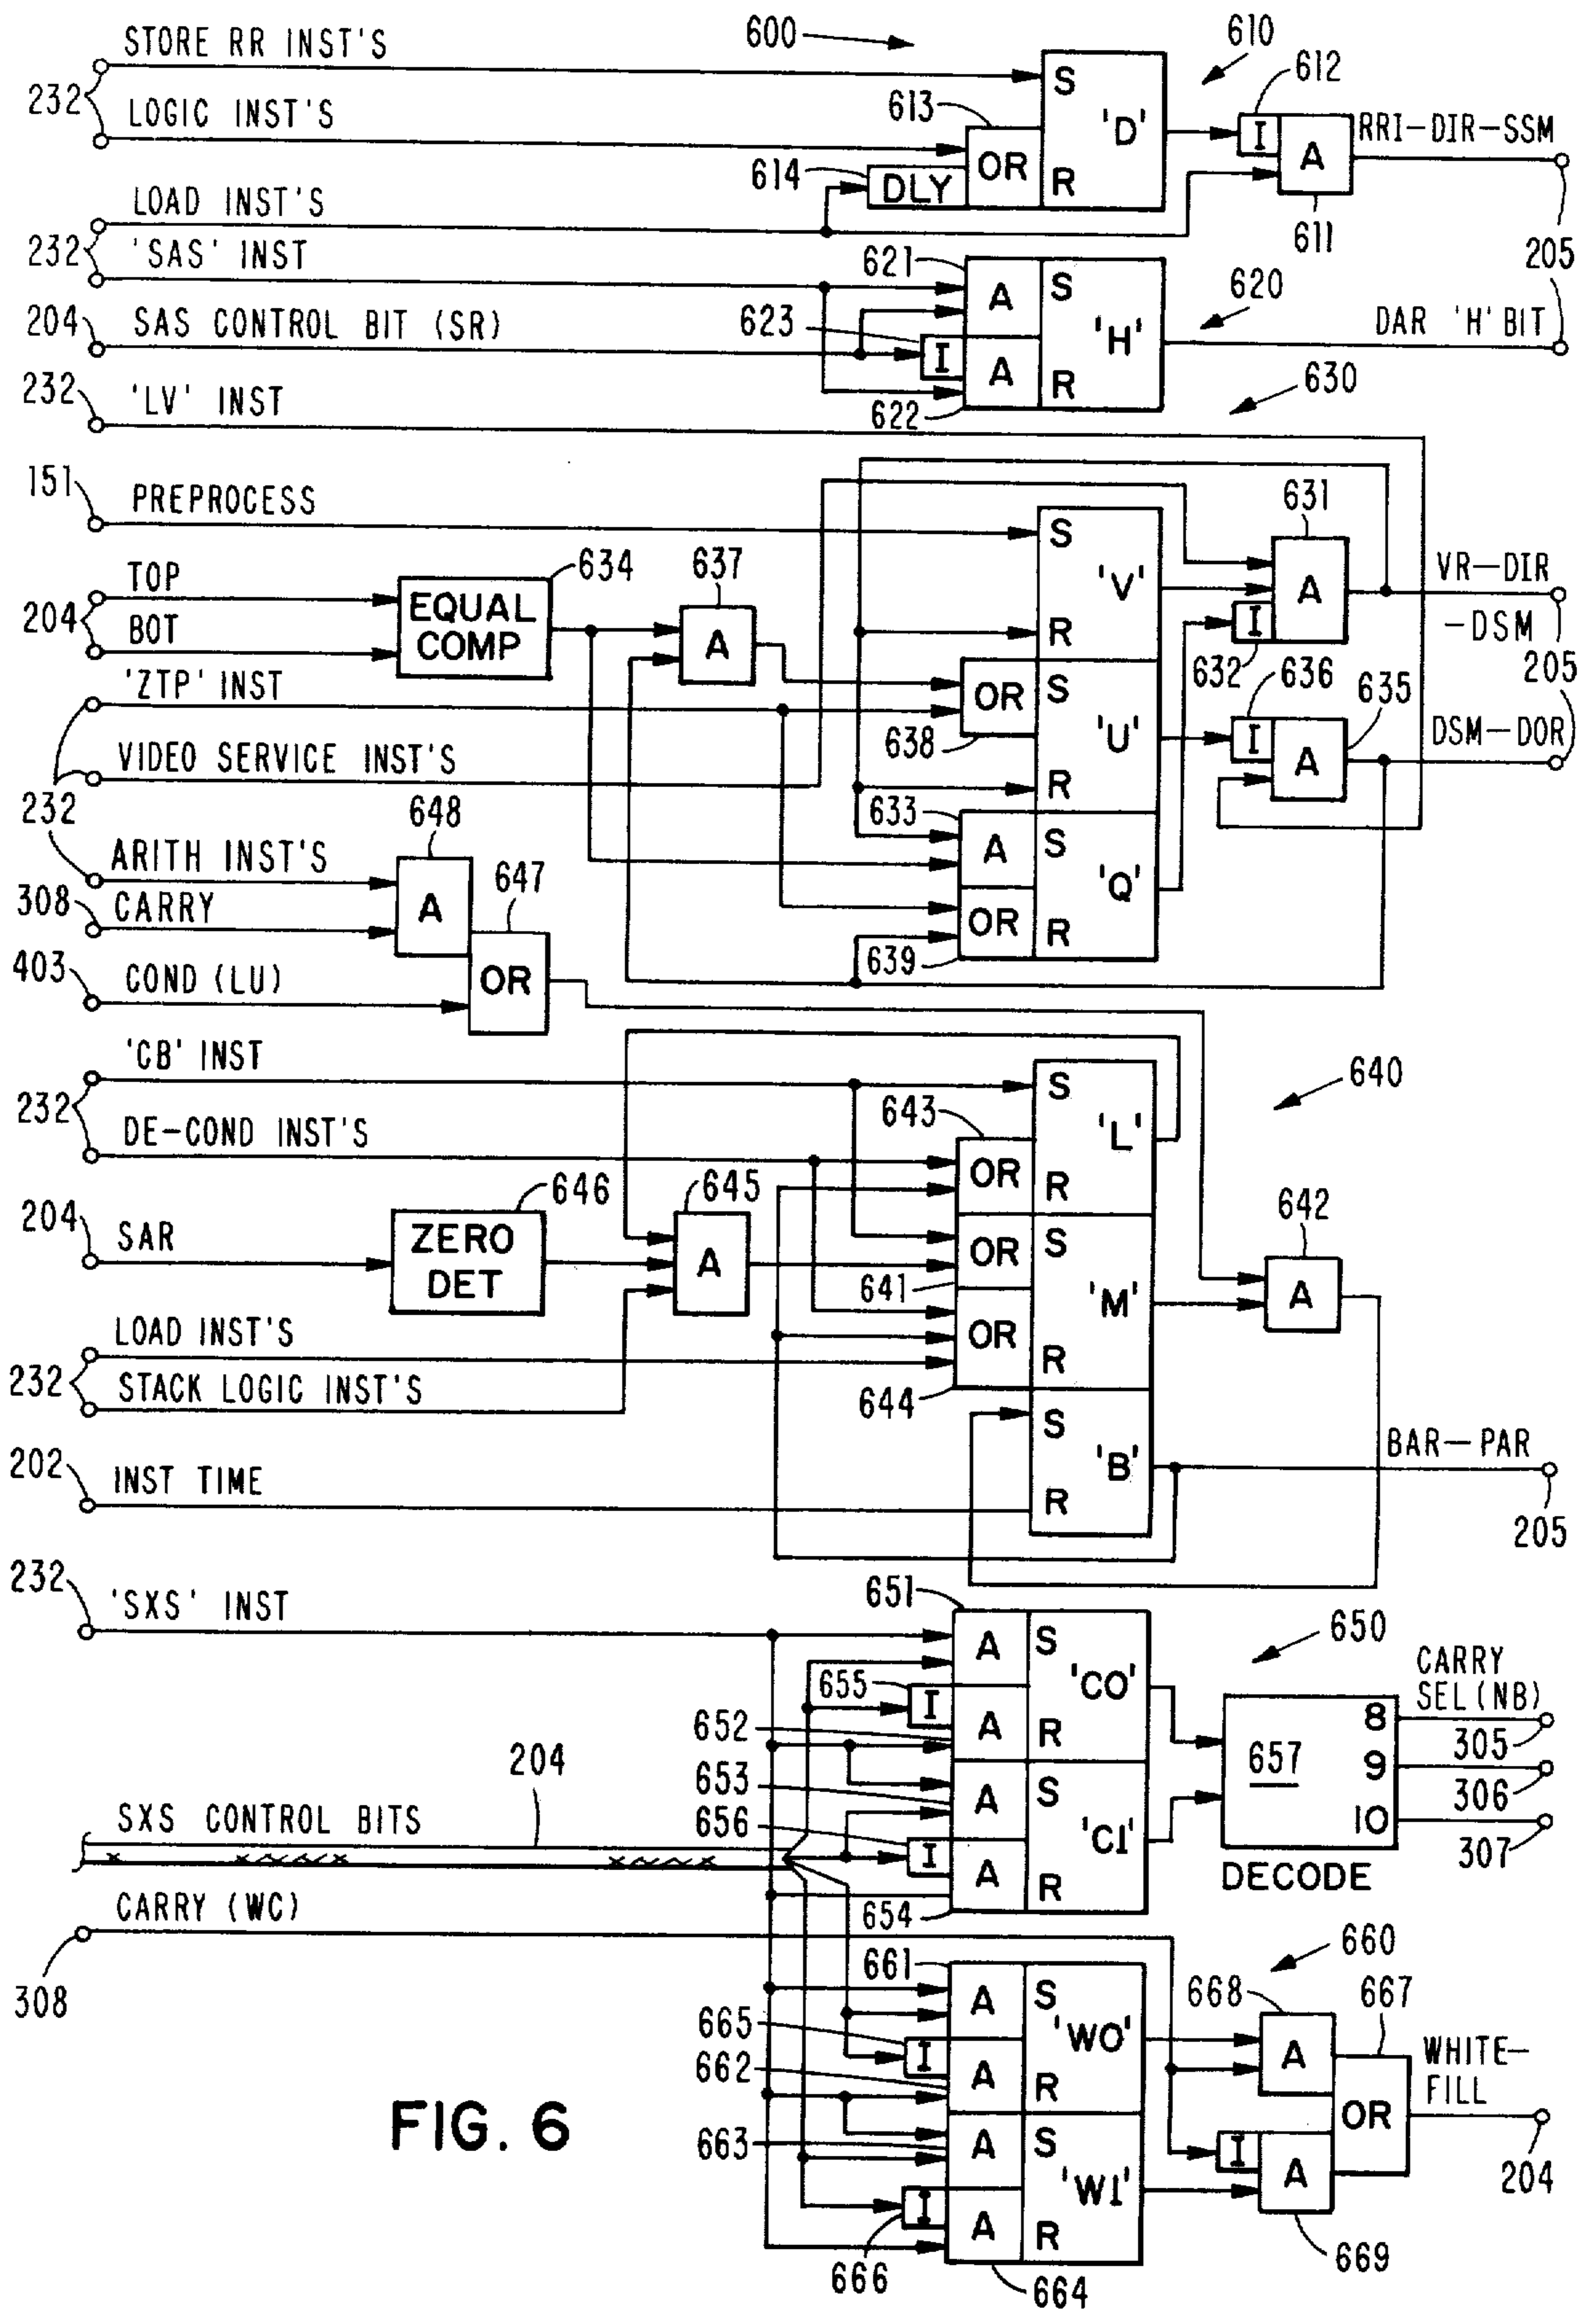 600
610
STORE RR INST'S
612
S
613
232
LOGIC INST'S
'D'
I
RRI-DIR-SSM
A
614
OR
DLY
R
LOAD INST'S
611
232
'SAS' INST
621
205
A
S
620
204
SAS CONTROL BIT (SR)
623
'H'
DAR 'H' BIT
I
A
R
232
'LV' INST
622
630
151
PREPROCESS
631
S
634
637
'V'
VR-DIR
-DSM
TOP
204
BOT
EQUAL
COMP
A
A
I
R
632
636
635
205
'ZTP' INST
OR
S
638
'U'
I
A
DSM-DOR
VIDEO SERVICE INST'S
R
232
648
633
ARITH INST'S
A
S
647
308
CARRY
A
'Q'
OR
R
639
403
COND (LU)
OR
'CB' INST
640
S
232
643
'L'
DE-COND INST'S
OR
R
646
645
642
204
SAR
ZERO
DET
A
OR
S
641
'M'
A
LOAD INST'S
OR
R
232
STACK LOGIC INST'S
644
S
BAR-PAR
202
INST TIME
'B'
R
205
232
'SXS' INST
651
650
A
S
CARRY
SEL (NB)
655
I
'CO'
652
A
R
8
305
204
653
657
9
306
A
S
SXS CONTROL BITS
656
'C1'
10
307
I
A
R
DECODE
CARRY (WC)
654
660
308
661
668
667
A
S
665
'WO'
I
A
WHITE-
FILL
662
A
R
FIG. 6
OR
663
A
S
I
A
204
'W1'
I
A
R
669
666
664